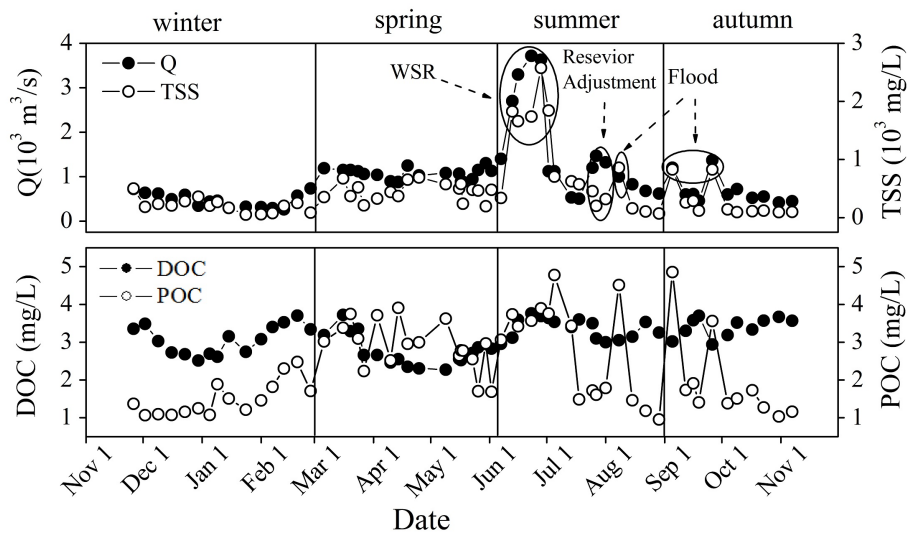 winter spring summer autumn
4
3
2
1
0
Q(10³ m³/s)
Q
TSS
WSR
Resevior
Adjustment
Flood
3
2
1
0
TSS (10³ mg/L)
5
4
3
2
1
DOC (mg/L)
DOC
POC
5
4
3
2
1
POC (mg/L)
Nov 1 Dec 1 Jan 1 Feb 1 Mar 1 Apr 1 May 1 Jun 1 Jul 1 Aug 1 Sep 1 Oct 1 Nov 1
Date